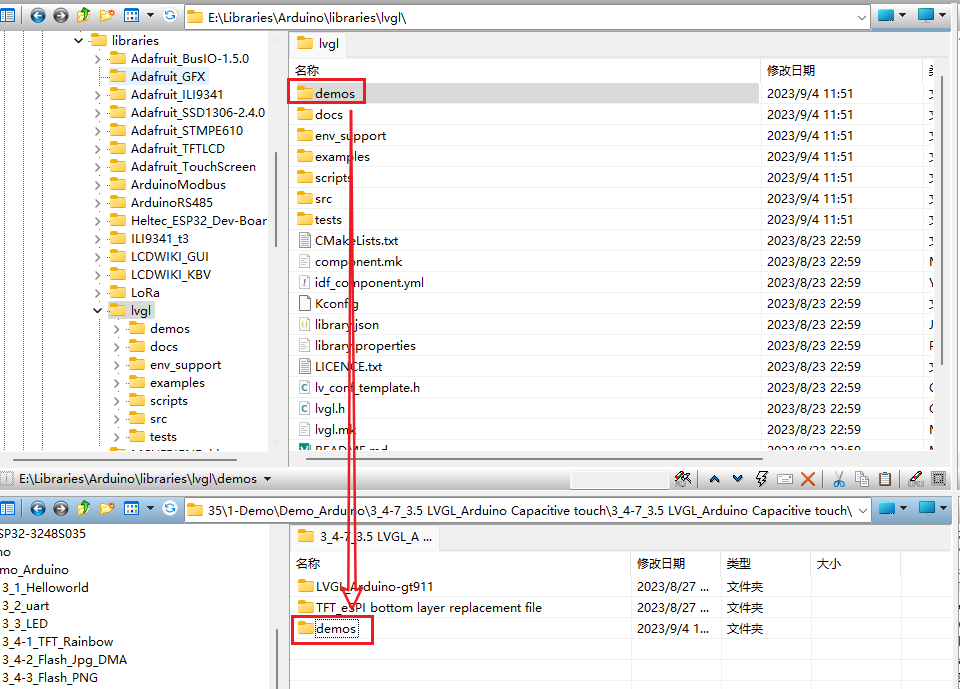 E:\Libraries\Arduino\libraries\lvgl\
libraries
Adafruit_BusIO-1.5.0
Adafruit_GFX
Adafruit_ILI9341
Adafruit_SSD1306-2.4.0
Adafruit_STMPE610
Adafruit_TFTLCD
Adafruit_TouchScreen
ArduinoModbus
ArduinoRS485
Heltec_ESP32_Dev-Boar
ILI9341_t3
LCDWIKI_GUI
LCDWIKI_KBV
LoRa
lvgl
demos
docs
env_support
examples
scripts
src
tests
lvgl
名称 修改日期
demos 2023/9/4 11:51
docs 2023/9/4 11:51
env_support 2023/9/4 11:51
examples 2023/9/4 11:51
scripts 2023/9/4 11:51
src 2023/9/4 11:51
tests 2023/9/4 11:51
CMakeLists.txt 2023/8/23 22:59
component.mk 2023/8/23 22:59
idf_component.yml 2023/8/23 22:59
Kconfig 2023/8/23 22:59
library.json 2023/8/23 22:59
library.properties 2023/8/23 22:59
LICENCE.txt 2023/8/23 22:59
lv_conf_template.h 2023/8/23 22:59
lvgl.h 2023/8/23 22:59
lvgl.mk 2023/8/23 22:59
README.md 2023/8/23 22:59
E:\Libraries\Arduino\libraries\lvgl\demos
35\1-Demo\Demo_Arduino\3_4-7_3.5 LVGL_Arduino Capacitive touch\3_4-7_3.5 LVGL_Arduino Capacitive touch\
SP32-3248S035
mo
mo_Arduino
3_1_Helloworld
3_2_uart
3_3_LED
3_4-1_TFT_Rainbow
3_4-2_Flash_Jpg_DMA
3_4-3_Flash_PNG
3_4-7_3.5 LVGL_A ...
名称 修改日期 类型 大小
LVGL_Arduino-gt911 2023/8/27 ... 文件夹
TFT_eSPI bottom layer replacement file 2023/8/27 ... 文件夹
demos 2023/9/4 1... 文件夹